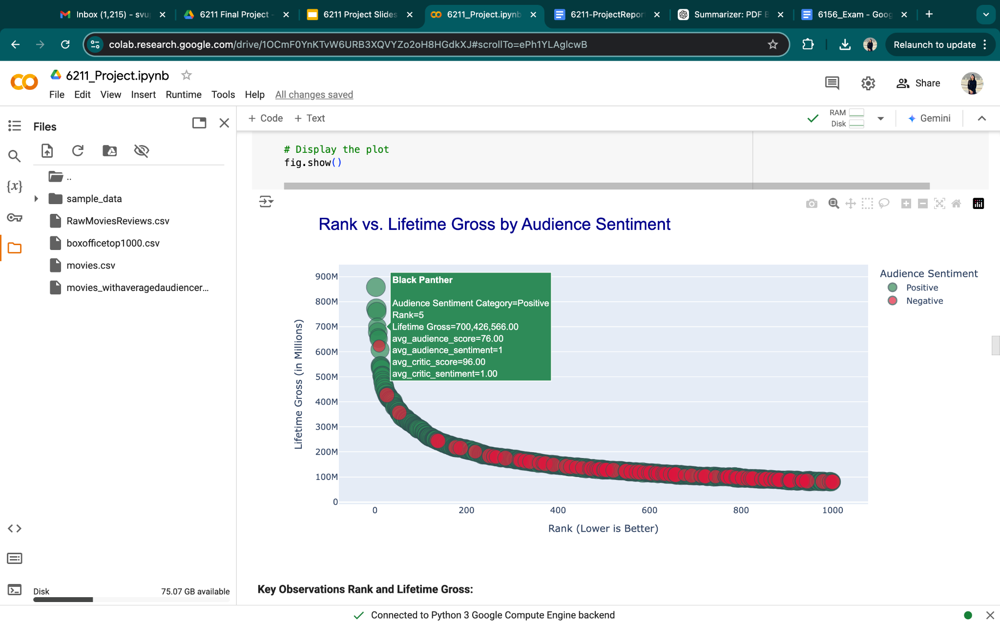 Inbox (1,215) - svu
6211 Final Project -
6211 Project Slides
6211_Project.ipynb
6211-ProjectRepor
Summarizer: PDF B
6156_Exam - Goog
colab.research.google.com/drive/1OCmF0YnKTvW6URB3XQVYZo2oH8HGdkXJ#scrollTo=ePh1YLAglcwB
Relaunch to update
6211_Project.ipynb
File Edit View Insert Runtime Tools Help All changes saved
Share
Files
+ Code + Text
RAM
Disk
Gemini
..
sample_data
RawMoviesReviews.csv
boxofficetop1000.csv
movies.csv
movies_withaveragedaudiencer...
{x}
Disk 75.07 GB available
# Display the plot
fig.show()
Rank vs. Lifetime Gross by Audience Sentiment
900M
800M
700M
600M
500M
400M
300M
200M
100M
0
Lifetime Gross (in Millions)
Black Panther
Audience Sentiment Category=Positive
Rank=5
Lifetime Gross=700,426,566.00
avg_audience_score=76.00
avg_audience_sentiment=1
avg_critic_score=96.00
avg_critic_sentiment=1.00
Audience Sentiment
Positive
Negative
0 200 400 600 800 1000
Rank (Lower is Better)
Key Observations Rank and Lifetime Gross:
Connected to Python 3 Google Compute Engine backend